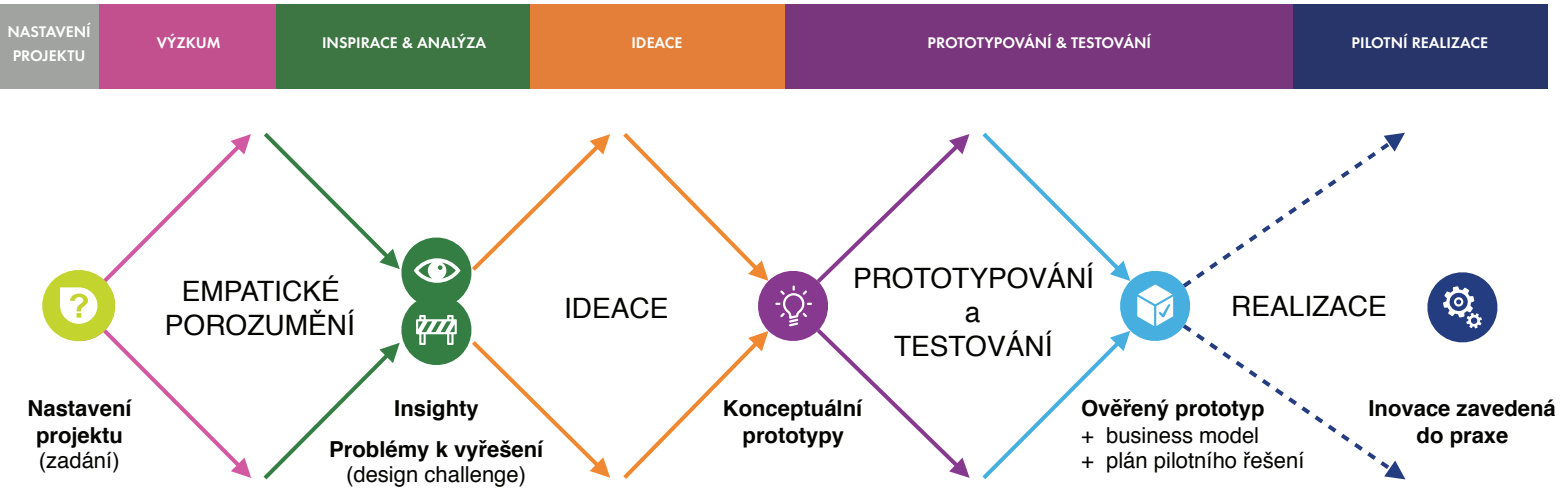 NASTAVENÍ
PROJEKTU
VÝZKUM
INSPIRACE & ANALÝZA
IDEACE
PROTOTYPOVÁNÍ & TESTOVÁNÍ
PILOTNÍ REALIZACE
?
EMPATICKÉ
POROZUMĚNÍ
IDEACE
PROTOTYPOVÁNÍ
a
TESTOVÁNÍ
REALIZACE
Nastavení
projektu
(zadání)
Insighty
Problémy k vyřešení
(design challenge)
Konceptuální
prototypy
Ověřený prototyp
+ business model
+ plán pilotního řešení
Inovace zavedená
do praxe